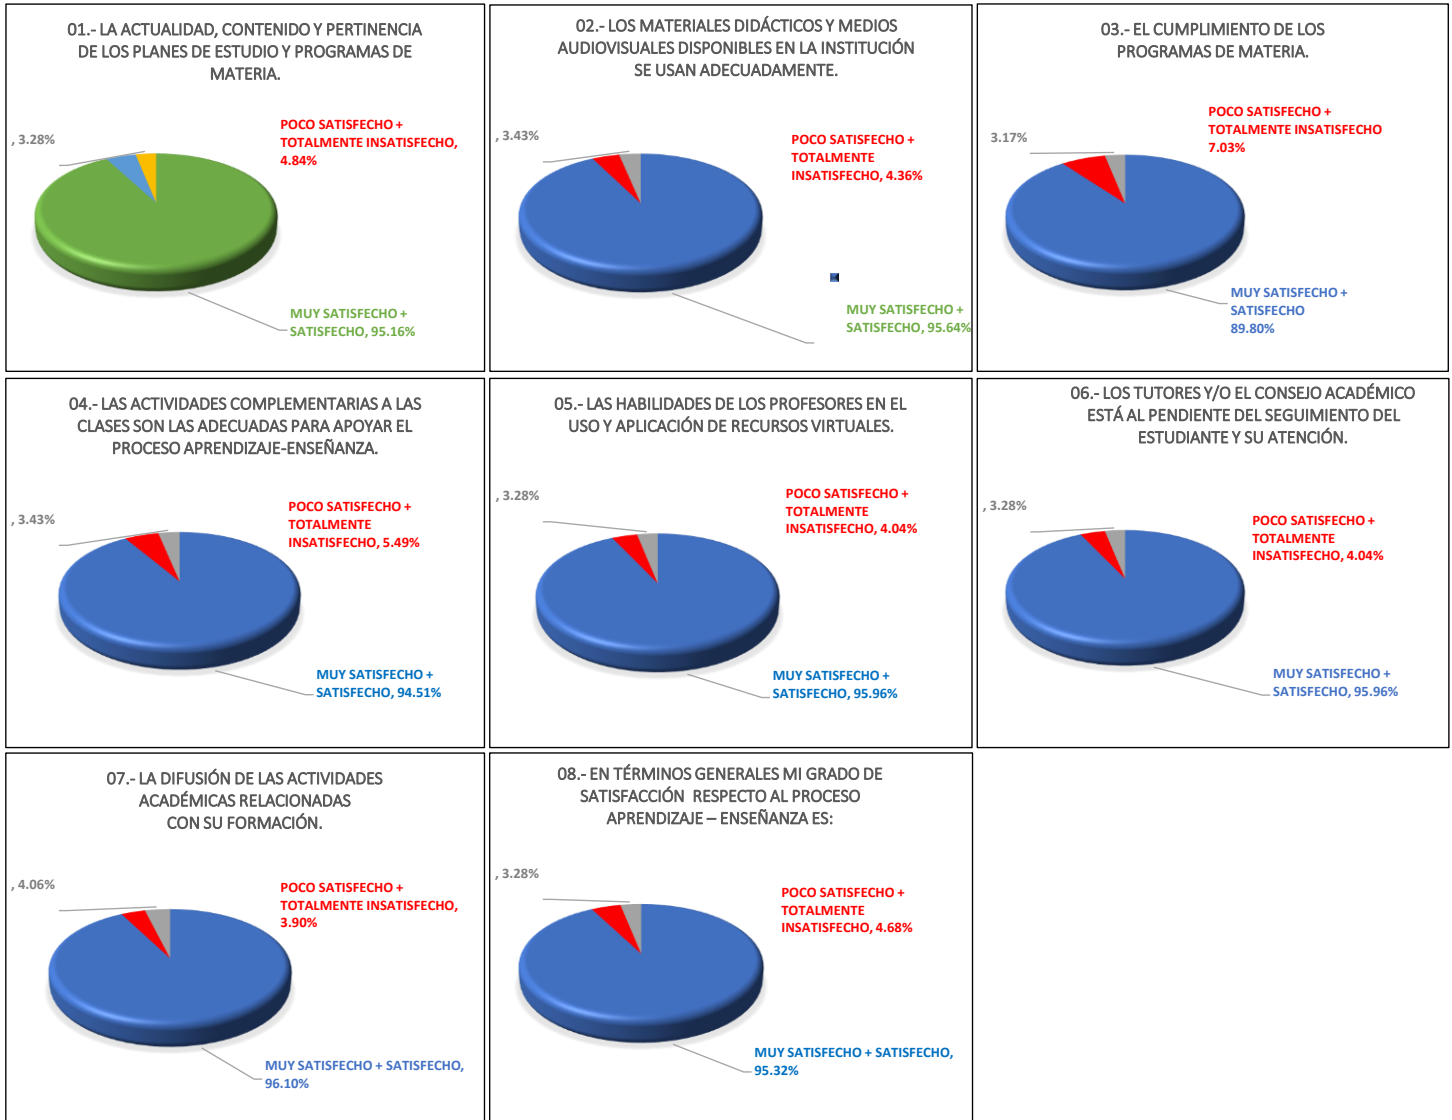 01.- LA ACTUALIDAD, CONTENIDO Y PERTINENCIA
DE LOS PLANES DE ESTUDIO Y PROGRAMAS DE
MATERIA.
, 3.28%
POCO SATISFECHO +
TOTALMENTE INSATISFECHO,
4.84%
MUY SATISFECHO +
SATISFECHO, 95.16%
02.- LOS MATERIALES DIDÁCTICOS Y MEDIOS
AUDIOVISUALES DISPONIBLES EN LA INSTITUCIÓN
SE USAN ADECUADAMENTE.
, 3.43%
POCO SATISFECHO +
TOTALMENTE
INSATISFECHO, 4.36%
MUY SATISFECHO +
SATISFECHO, 95.64%
03.- EL CUMPLIMIENTO DE LOS
PROGRAMAS DE MATERIA.
3.17%
POCO SATISFECHO +
TOTALMENTE INSATISFECHO
7.03%
MUY SATISFECHO +
SATISFECHO
89.80%
04.- LAS ACTIVIDADES COMPLEMENTARIAS A LAS
CLASES SON LAS ADECUADAS PARA APOYAR EL
PROCESO APRENDIZAJE-ENSEÑANZA.
, 3.43%
POCO SATISFECHO +
TOTALMENTE
INSATISFECHO, 5.49%
MUY SATISFECHO +
SATISFECHO, 94.51%
05.- LAS HABILIDADES DE LOS PROFESORES EN EL
USO Y APLICACIÓN DE RECURSOS VIRTUALES.
, 3.28%
POCO SATISFECHO +
TOTALMENTE
INSATISFECHO, 4.04%
MUY SATISFECHO +
SATISFECHO, 95.96%
06.- LOS TUTORES Y/O EL CONSEJO ACADÉMICO
ESTÁ AL PENDIENTE DEL SEGUIMIENTO DEL
ESTUDIANTE Y SU ATENCIÓN.
, 3.28%
POCO SATISFECHO +
TOTALMENTE
INSATISFECHO, 4.04%
MUY SATISFECHO +
SATISFECHO, 95.96%
07.- LA DIFUSIÓN DE LAS ACTIVIDADES
ACADÉMICAS RELACIONADAS
CON SU FORMACIÓN.
, 4.06%
POCO SATISFECHO +
TOTALMENTE INSATISFECHO,
3.90%
MUY SATISFECHO + SATISFECHO,
96.10%
08.- EN TÉRMINOS GENERALES MI GRADO DE
SATISFACCIÓN  RESPECTO AL PROCESO
APRENDIZAJE – ENSEÑANZA ES:
, 3.28%
POCO SATISFECHO +
TOTALMENTE
INSATISFECHO, 4.68%
MUY SATISFECHO + SATISFECHO,
95.32%